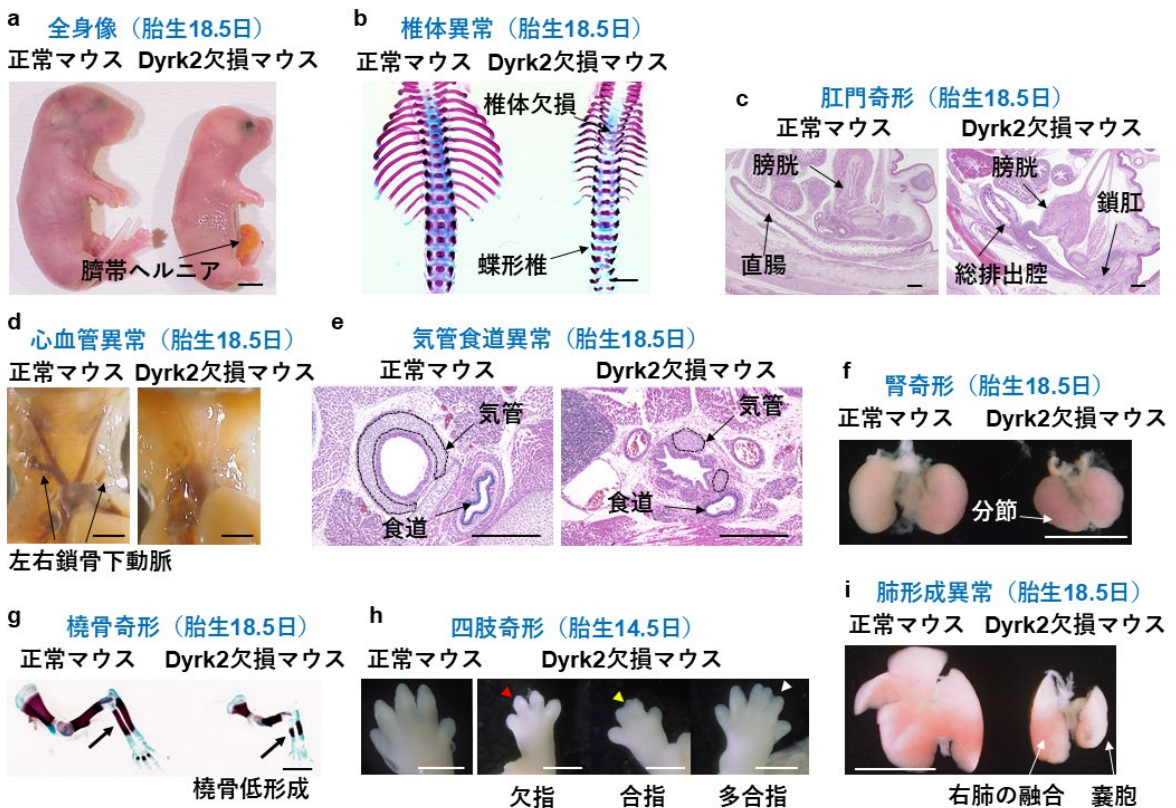 a
全身像（胎生18.5日）
正常マウス Dyrk2欠損マウス
臍帯ヘルニア
b
椎体異常（胎生18.5日）
正常マウス Dyrk2欠損マウス
椎体欠損
蝶形椎
c
肛門奇形（胎生18.5日）
正常マウス Dyrk2欠損マウス
膀胱
直腸
膀胱
鎖肛
総排出腔
d
心血管異常（胎生18.5日）
正常マウス Dyrk2欠損マウス
左右鎖骨下動脈
e
気管食道異常（胎生18.5日）
正常マウス Dyrk2欠損マウス
気管
食道
気管
食道
f
腎奇形（胎生18.5日）
正常マウス Dyrk2欠損マウス
分節
g
橈骨奇形（胎生18.5日）
正常マウス Dyrk2欠損マウス
橈骨低形成
h
四肢奇形（胎生14.5日）
正常マウス Dyrk2欠損マウス
欠指 合指 多合指
i
肺形成異常（胎生18.5日）
正常マウス Dyrk2欠損マウス
右肺の融合 嚢胞